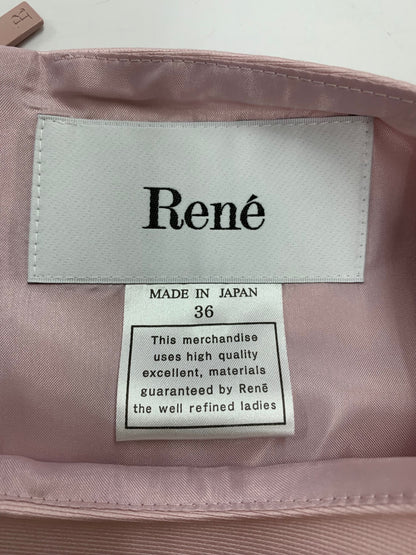 René
MADE IN JAPAN
36
This merchandise
uses high quality
excellent, materials
guaranteed by René
the well refined ladies